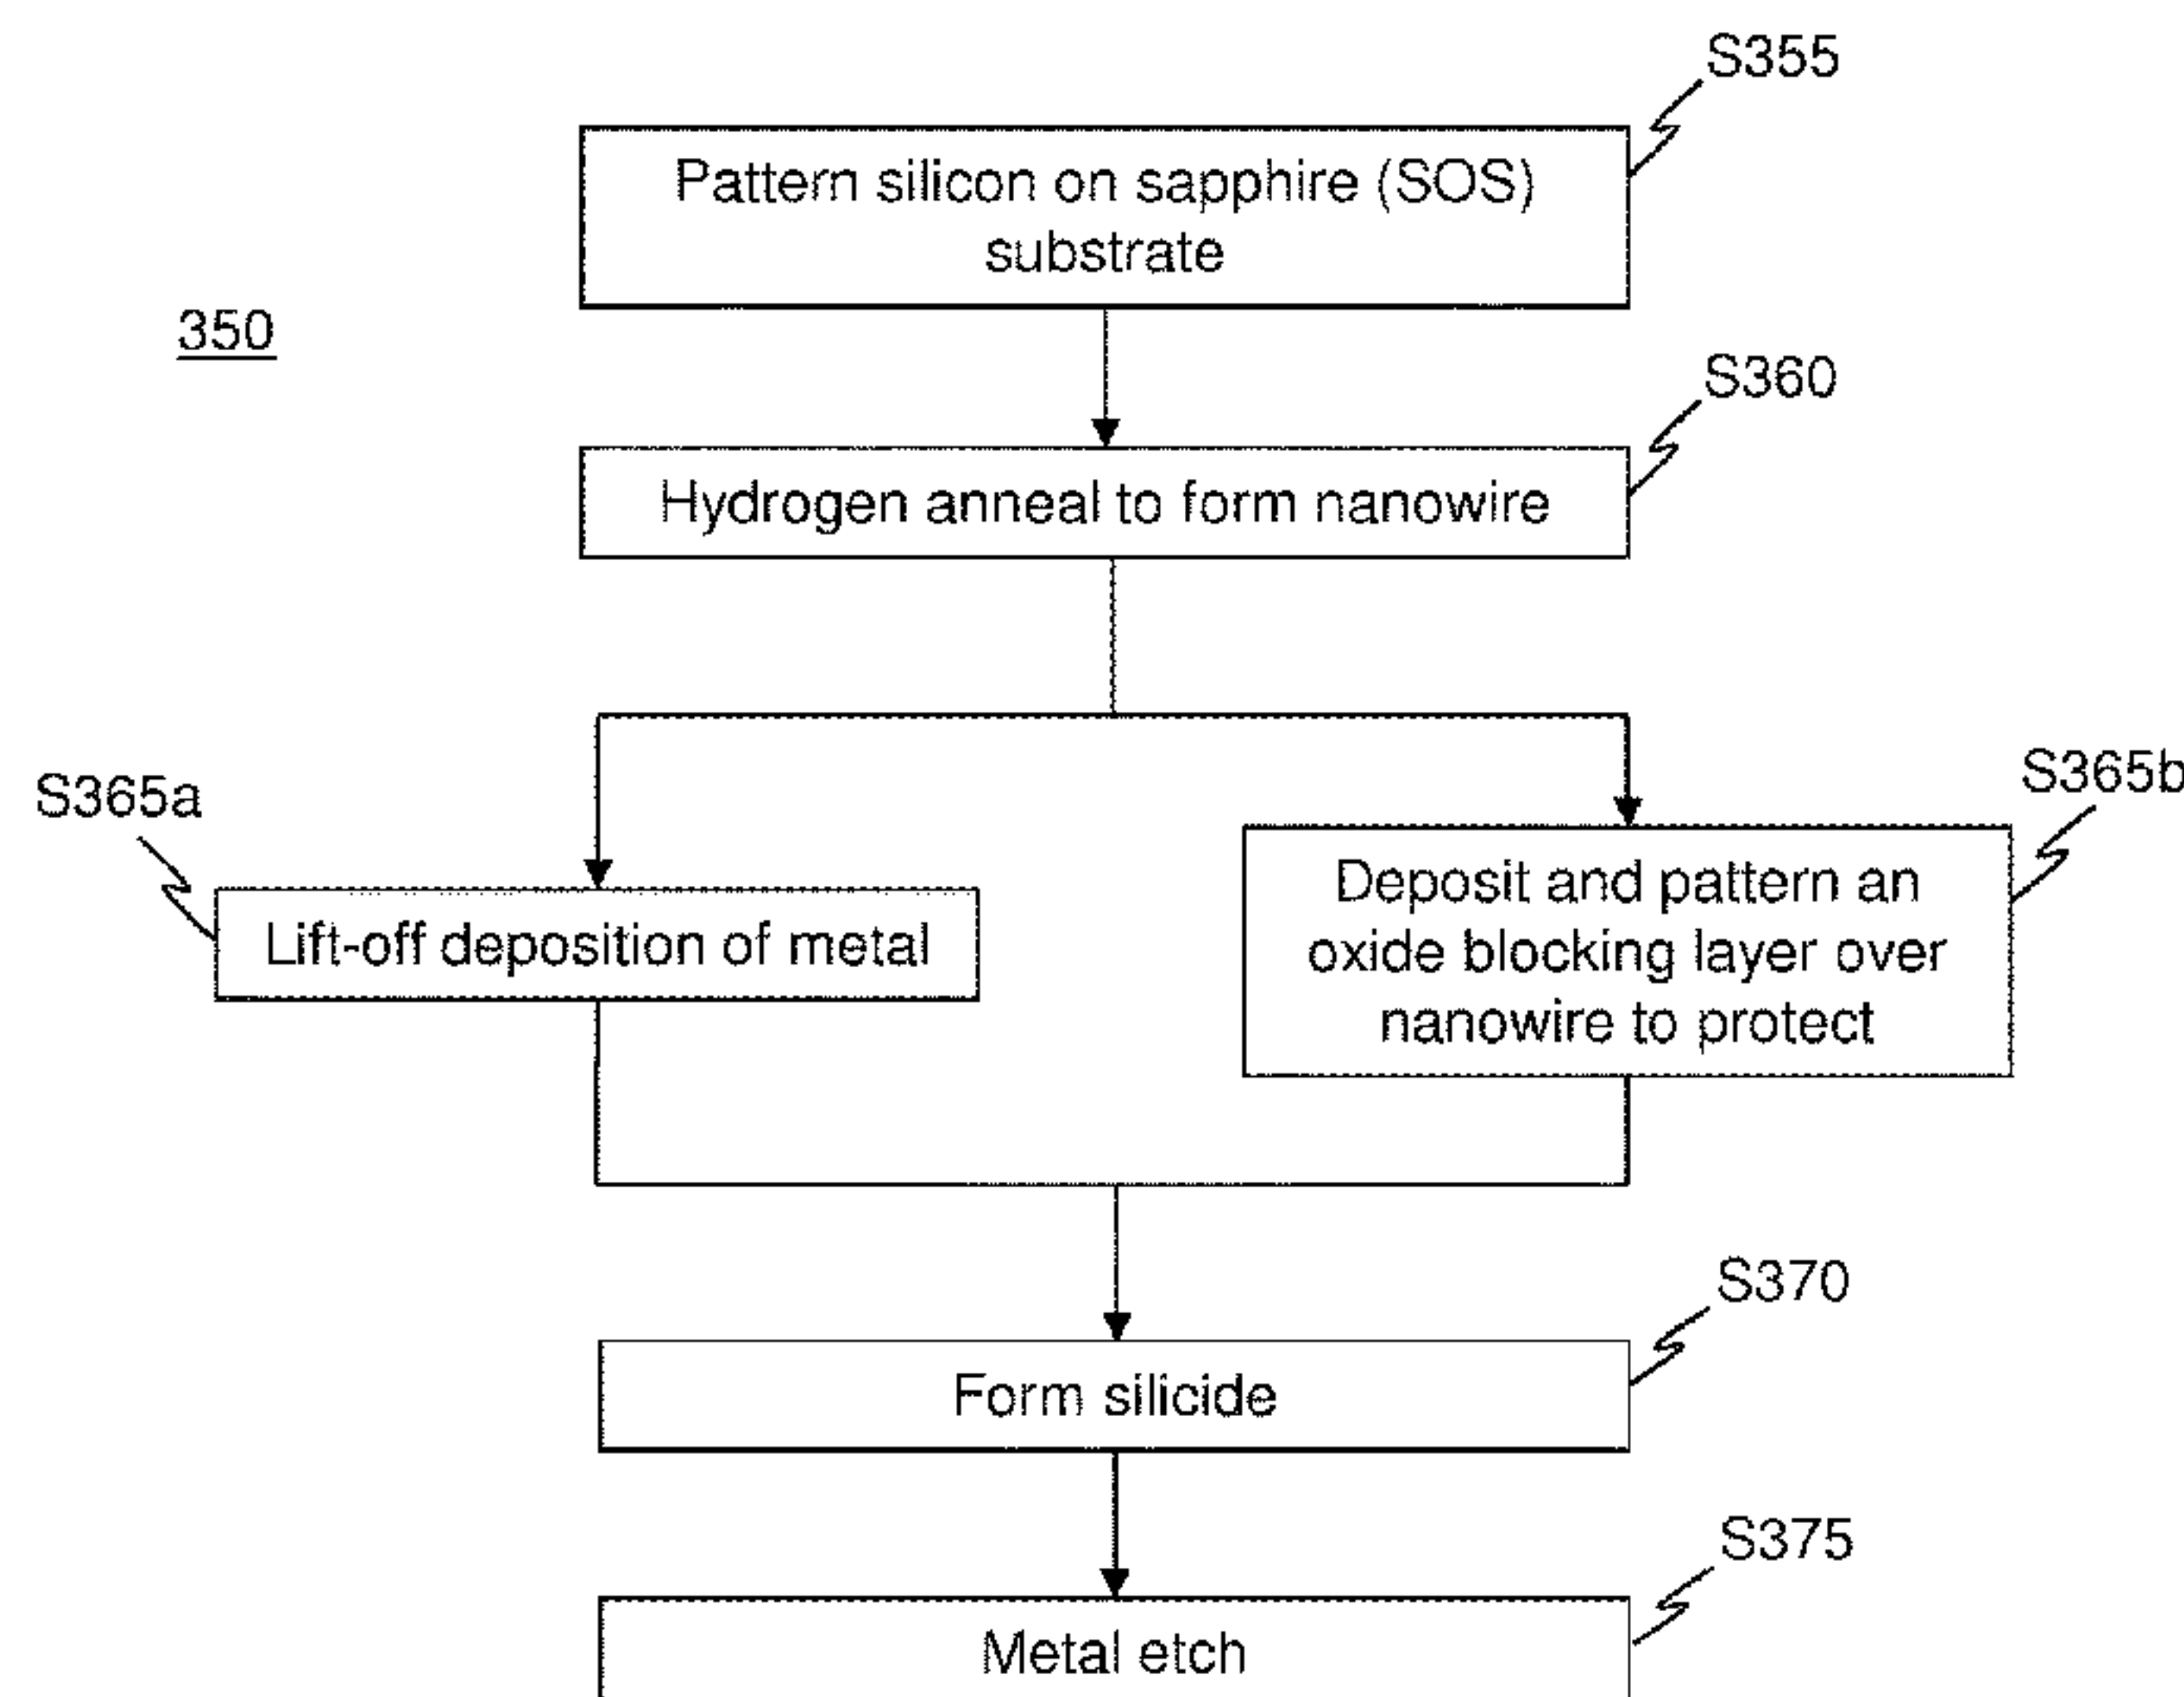 S355
Pattern silicon on sapphire (SOS)
substrate
350
S360
Hydrogen anneal to form nanowire
S365a
S365b
Lift-off deposition of metal
Deposit and pattern an
oxide blocking layer over
nanowire to protect
S370
Form silicide
S375
Metal etch